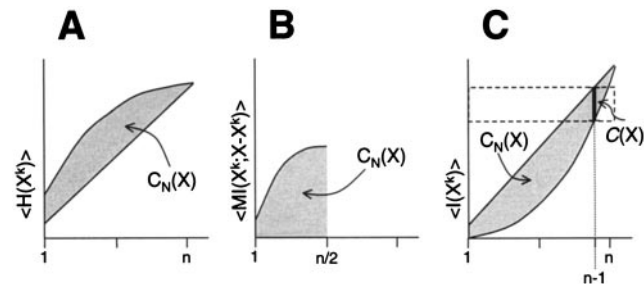 A
<H(X^k)>
C_N(X)
1
n
B
<MI(X^k;X-X^k)>
C_N(X)
1
n/2
C
<I(X^k)>
C_N(X)
C(X)
1
n
n-1